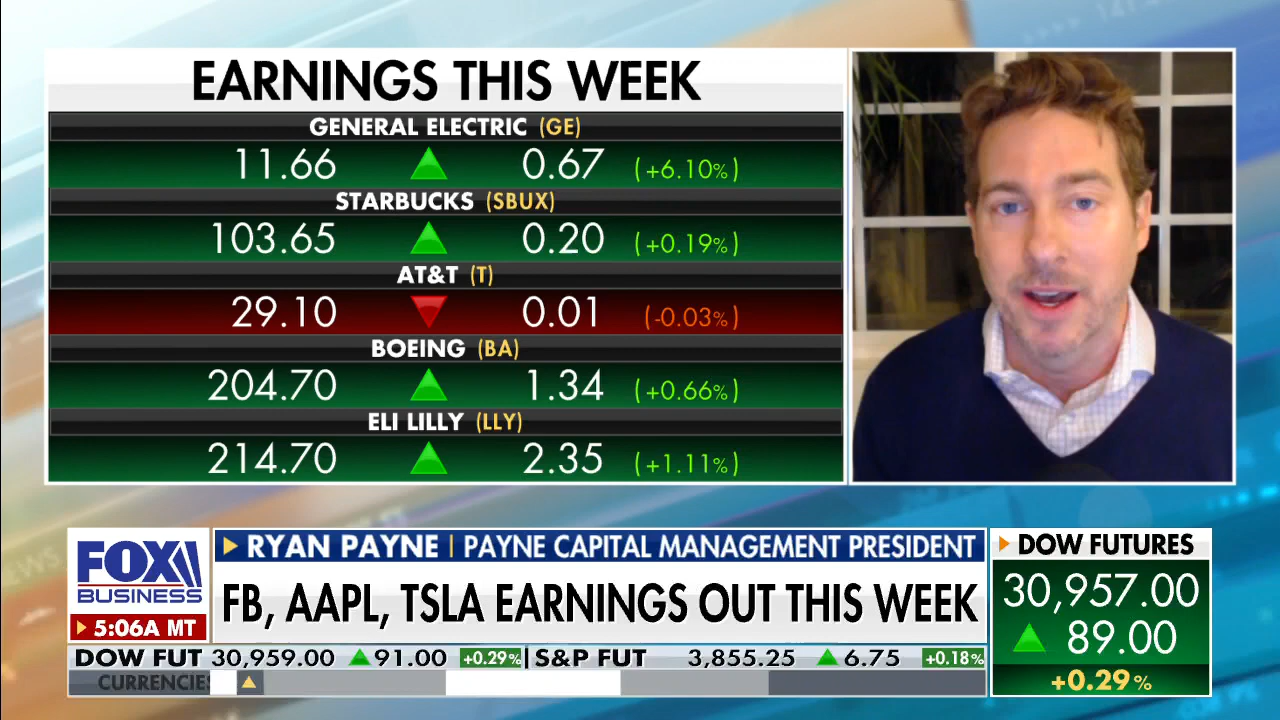 EARNINGS THIS WEEK
GENERAL ELECTRIC (GE)
11.66 ▲ 0.67 (+6.10%)
STARBUCKS (SBUX)
103.65 ▲ 0.20 (+0.19%)
AT&T (T)
29.10 ▼ 0.01 (-0.03%)
BOEING (BA)
204.70 ▲ 1.34 (+0.66%)
ELI LILLY (LLY)
214.70 ▲ 2.35 (+1.11%)
FOX
BUSINESS
5:06A MT
RYAN PAYNE | PAYNE CAPITAL MANAGEMENT PRESIDENT
FB, AAPL, TSLA EARNINGS OUT THIS WEEK
DOW FUT 30,959.00 ▲ 91.00 +0.29% | S&P FUT 3,855.25 ▲ 6.75 +0.18%
CURRENCIES
DOW FUTURES
30,957.00
▲ 89.00
+0.29%